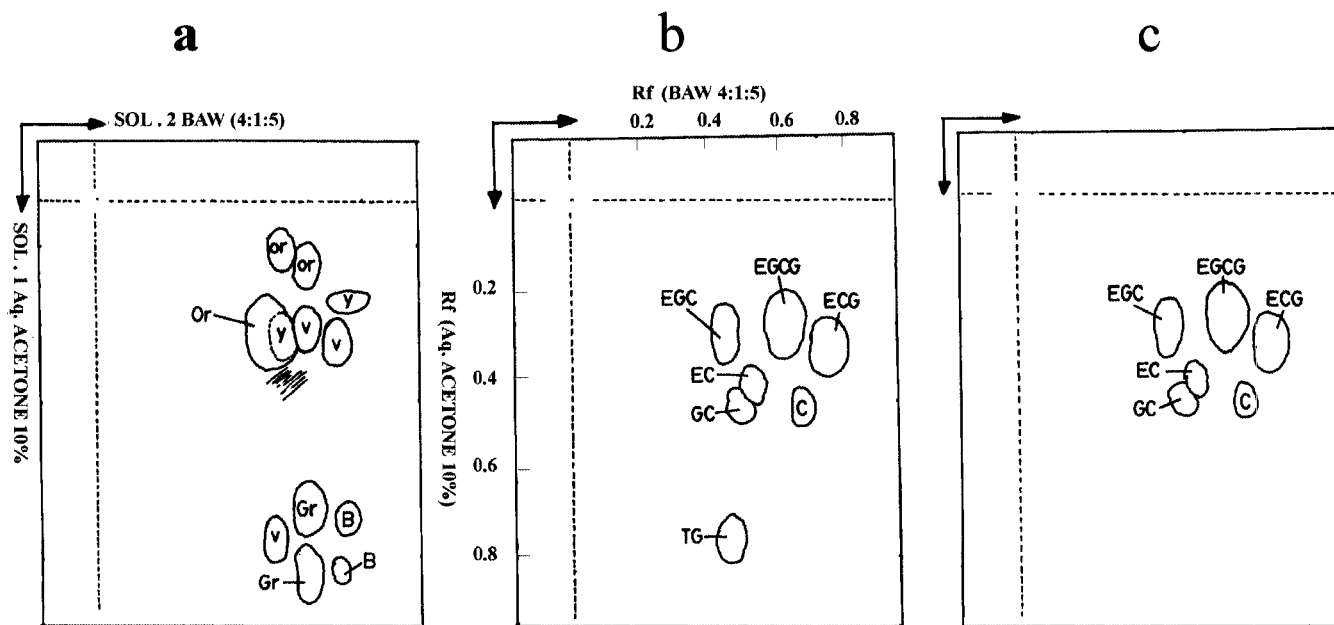 a
SOL . 2 BAW (4:1:5)
SOL . 1 Aq. ACETONE 10%
or
or
Or
y
v
y
v
Gr
B
v
Gr
B
b
Rf (BAW 4:1:5)
0.2 0.4 0.6 0.8
Rf (Aq. ACETONE 10%)
0.2
0.4
0.6
0.8
EGCG
EGC
ECG
EC
GC
C
TG
c
EGCG
EGC
ECG
EC
GC
C